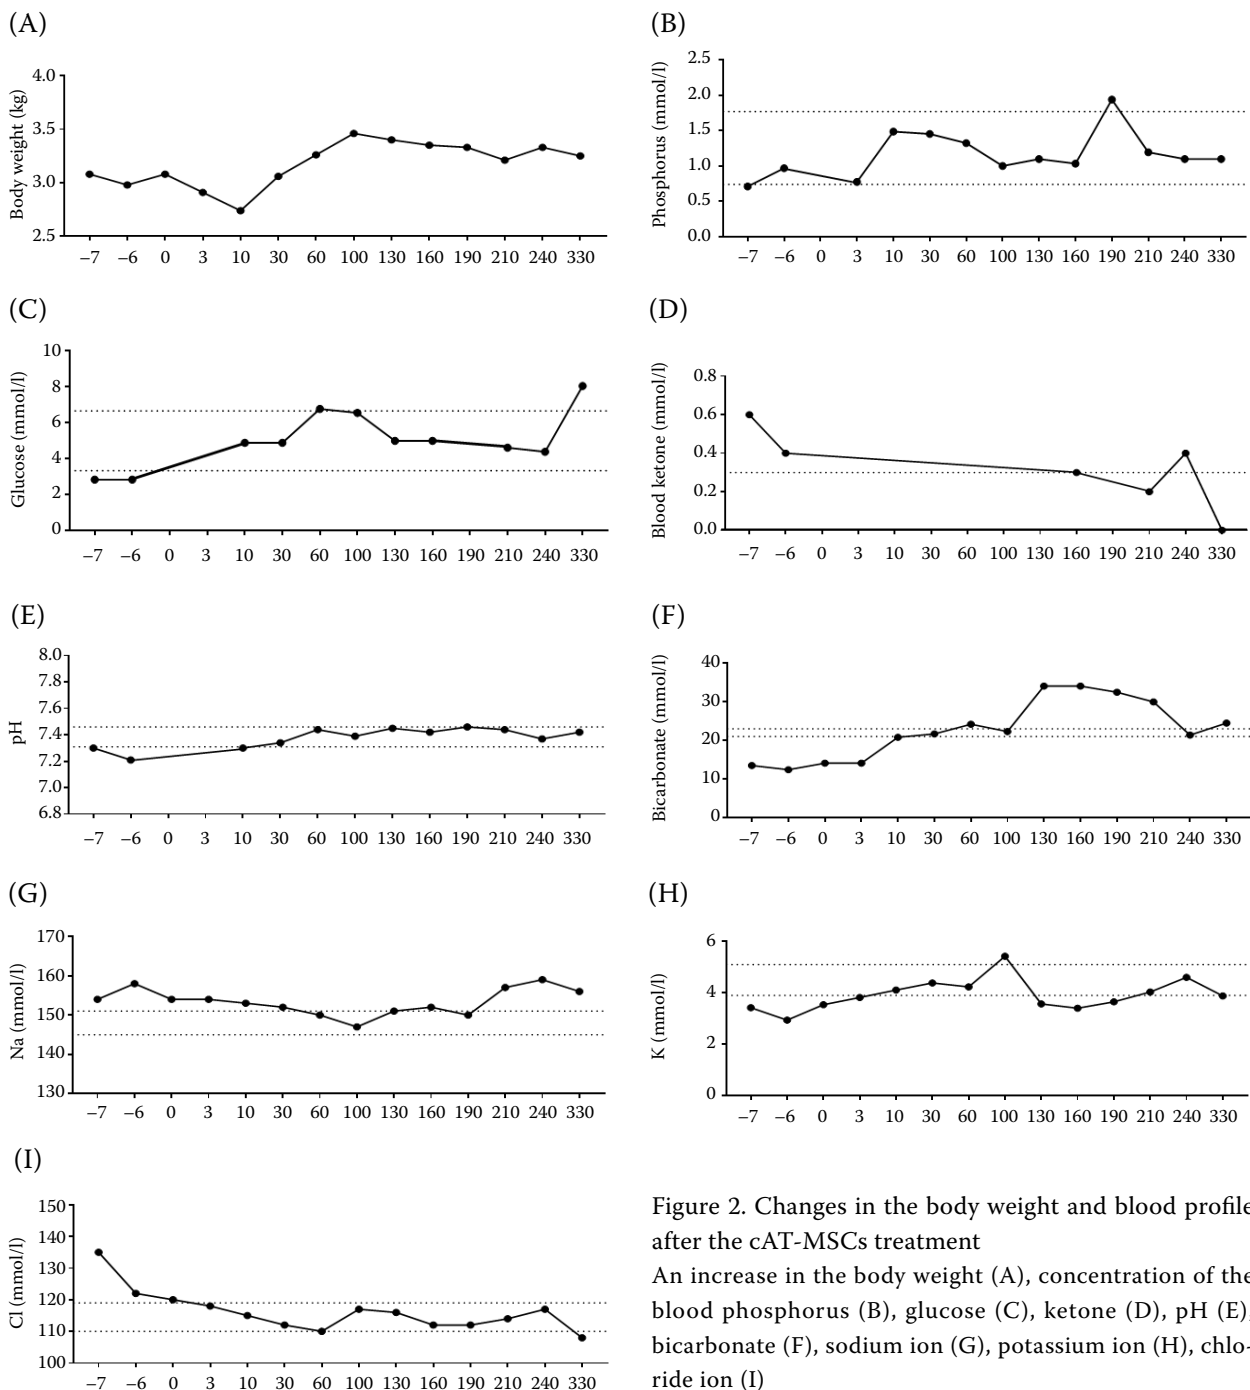 (A)
Body weight (kg)
4.0
3.5
3.0
2.5
–7 –6 0 3 10 30 60 100 130 160 190 210 240 330
(B)
Phosphorus (mmol/l)
2.5
2.0
1.5
1.0
0.5
0.0
–7 –6 0 3 10 30 60 100 130 160 190 210 240 330
(C)
Glucose (mmol/l)
10
8
6
4
2
0
–7 –6 0 3 10 30 60 100 130 160 190 210 240 330
(D)
Blood ketone (mmol/l)
0.8
0.6
0.4
0.2
0.0
–7 –6 0 3 10 30 60 100 130 160 190 210 240 330
(E)
pH
8.0
7.8
7.6
7.4
7.2
7.0
6.8
–7 –6 0 3 10 30 60 100 130 160 190 210 240 330
(F)
Bicarbonate (mmol/l)
40
30
20
10
0
–7 –6 0 3 10 30 60 100 130 160 190 210 240 330
(G)
Na (mmol/l)
170
160
150
140
130
–7 –6 0 3 10 30 60 100 130 160 190 210 240 330
(H)
K (mmol/l)
6
4
2
0
–7 –6 0 3 10 30 60 100 130 160 190 210 240 330
(I)
Cl (mmol/l)
150
140
130
120
110
100
–7 –6 0 3 10 30 60 100 130 160 190 210 240 330
Figure 2. Changes in the body weight and blood profile
after the cAT-MSCs treatment
An increase in the body weight (A), concentration of the
blood phosphorus (B), glucose (C), ketone (D), pH (E),
bicarbonate (F), sodium ion (G), potassium ion (H), chlo-
ride ion (I)